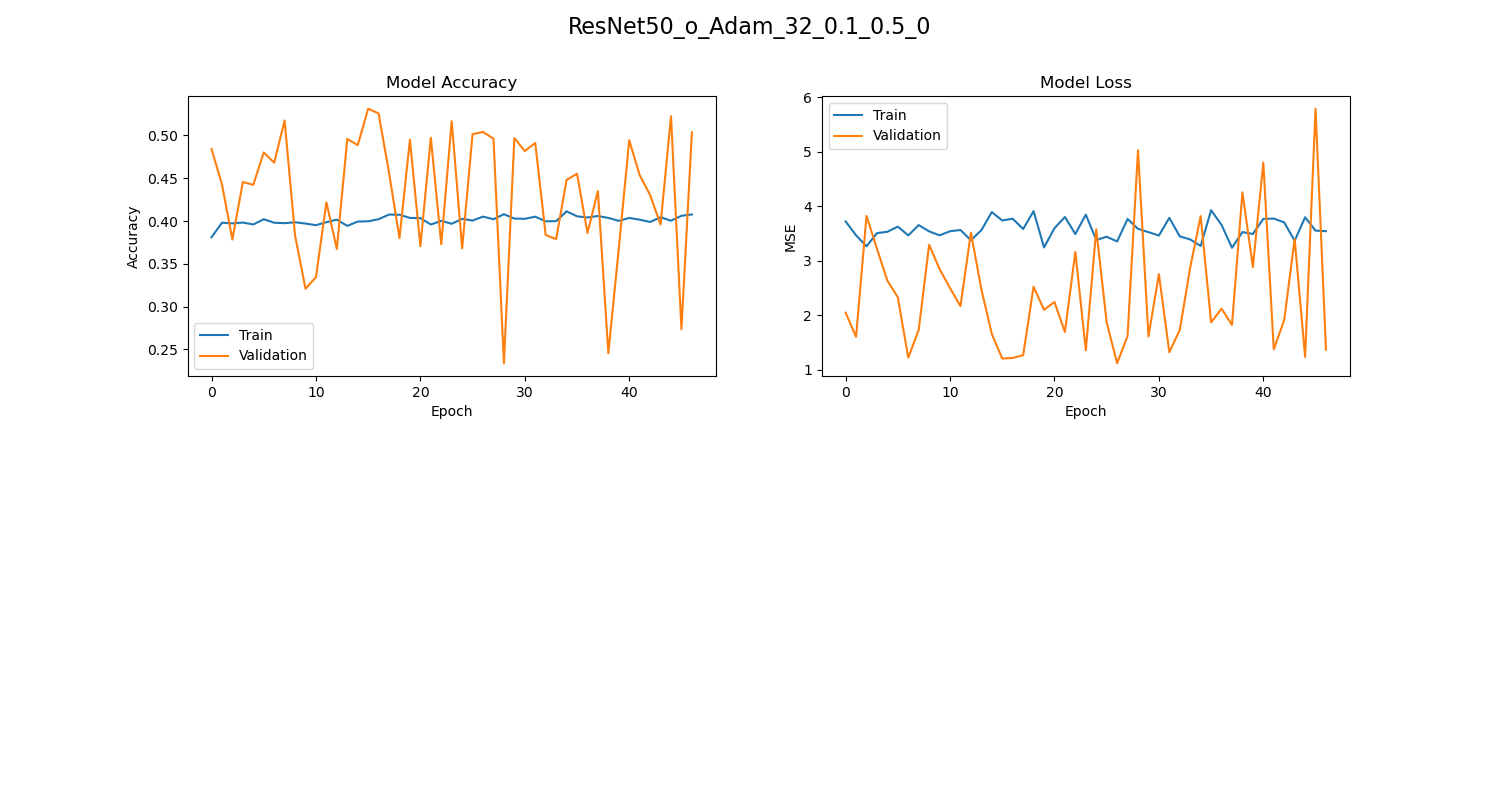 ResNet50_o_Adam_32_0.1_0.5_0
Model Accuracy
Accuracy
0.50
0.45
0.40
0.35
0.30
0.25
Train
Validation
0
10
20
30
40
Epoch
Model Loss
MSE
6
5
4
3
2
1
Train
Validation
0
10
20
30
40
Epoch